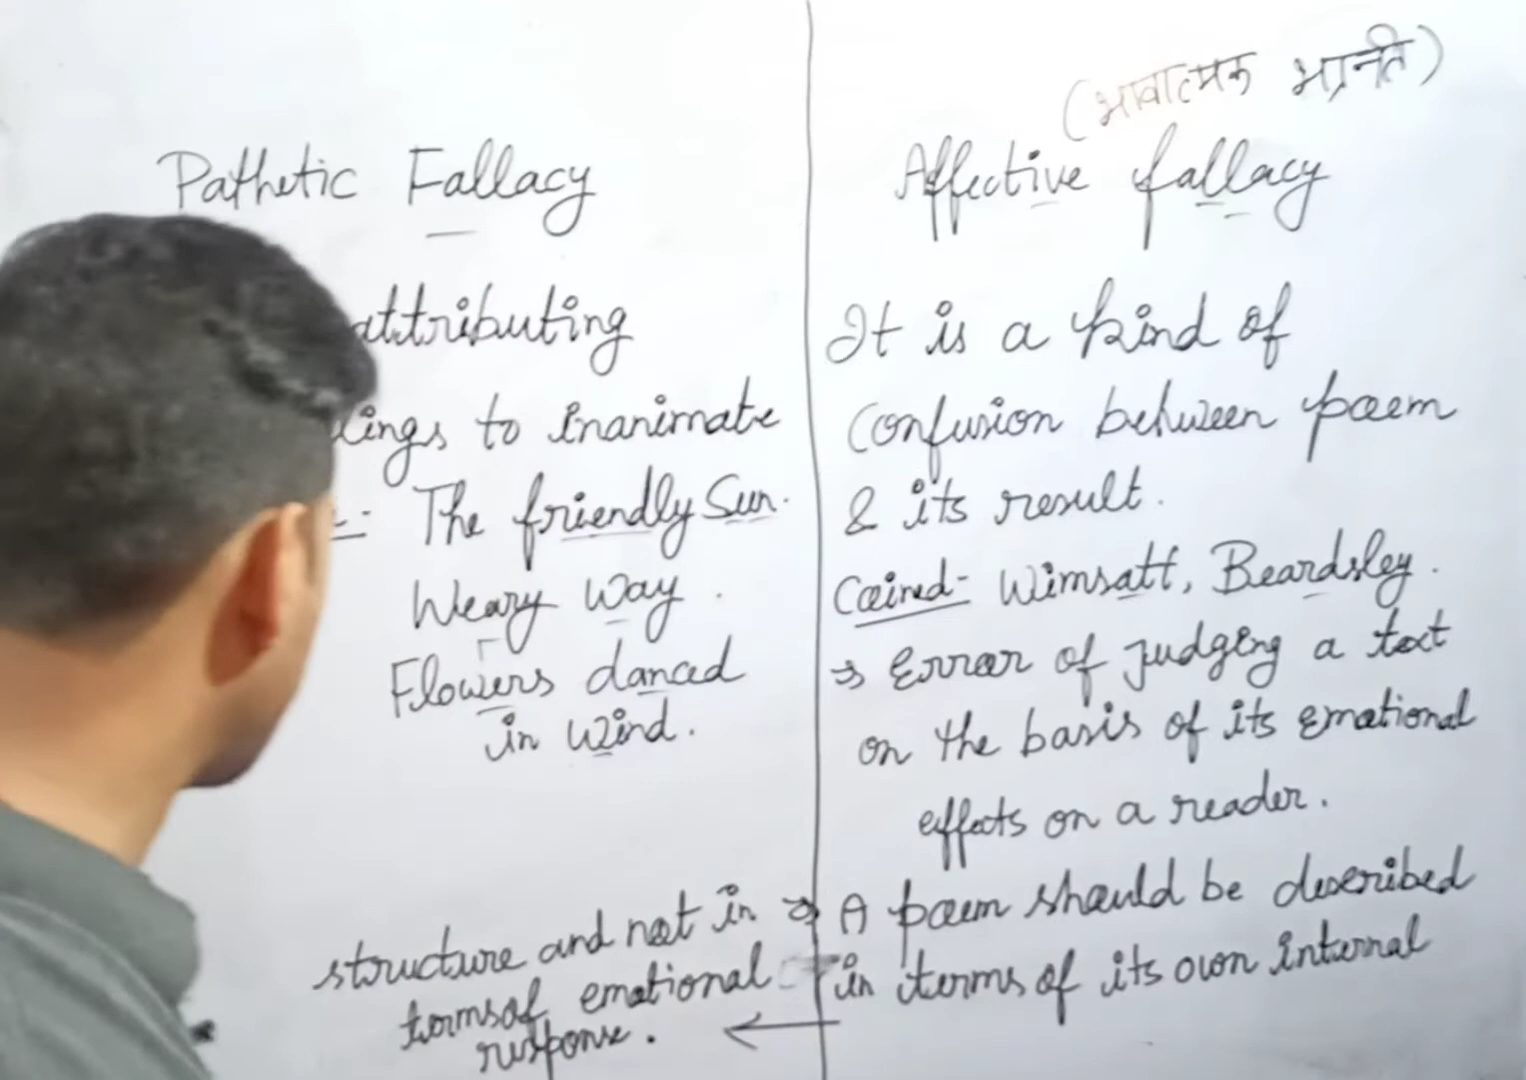 Pathetic Fallacy
attributing
to inanimate
The friendly Sun.
Weary way.
Flowers danced
in wind.
(भावात्मक भ्रान्ति)
Affective fallacy
It is a kind of
Confusion between poem
& its result.
Coined- Wimsatt, Beardsley.
⇒ Error of judging a text
on the basis of its emotional
effects on a reader.
⇒ A poem should be described
in terms of its own internal
structure and not in
terms of emotional
response.